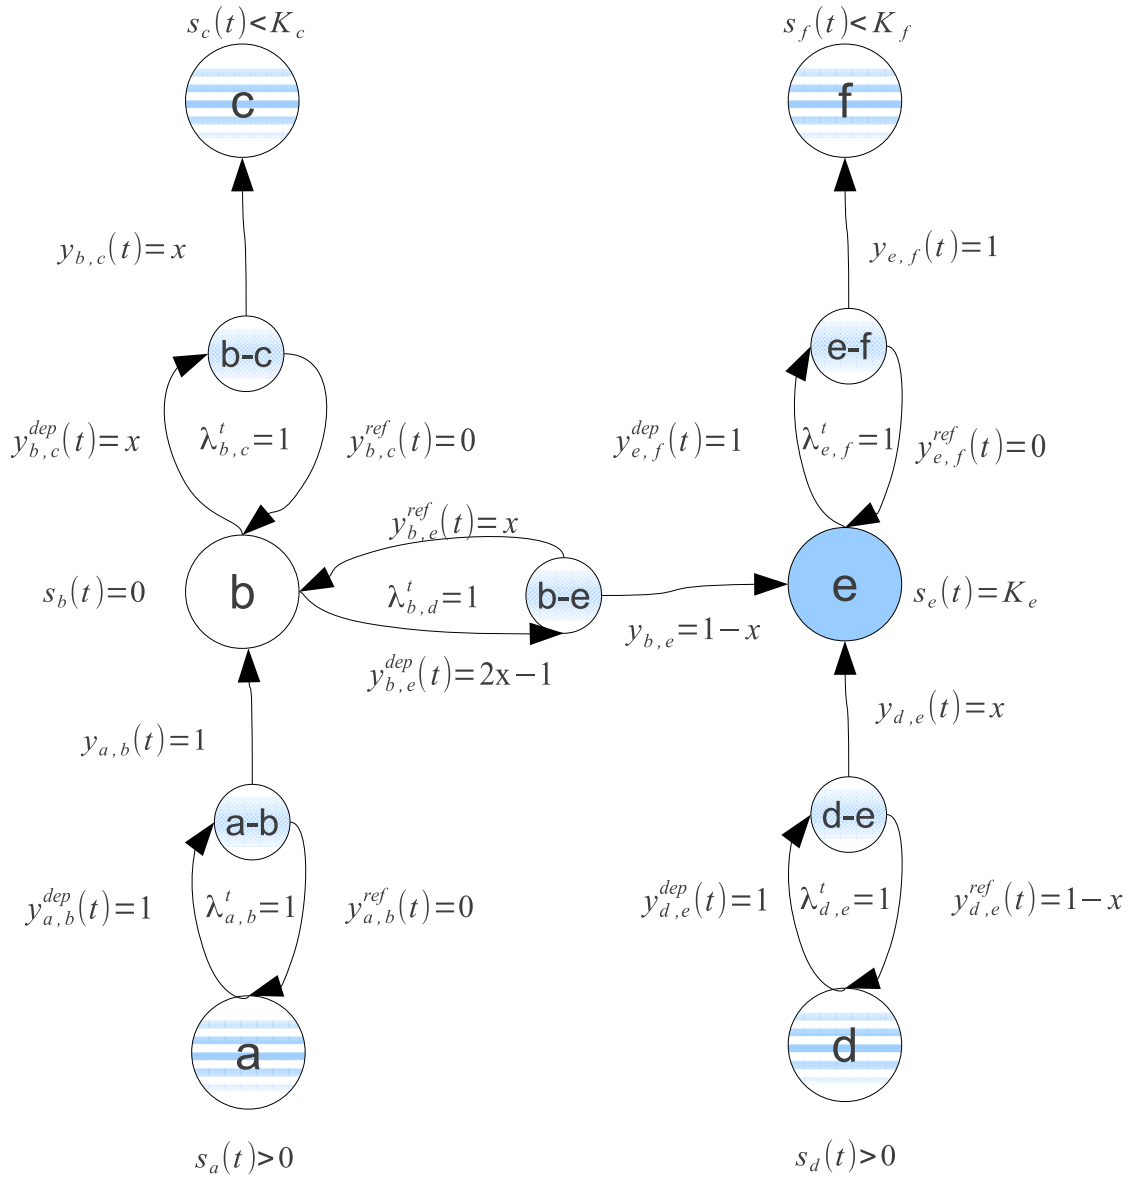 s_c(t)<K_c
s_f(t)<K_f
c
f
y_{b,c}(t)=x
y_{e,f}(t)=1
b-c
e-f
y^{dep}_{b,c}(t)=x
λ^t_{b,c}=1
y^{ref}_{b,c}(t)=0
y^{dep}_{e,f}(t)=1
λ^t_{e,f}=1
y^{ref}_{e,f}(t)=0
y^{ref}_{b,e}(t)=x
s_b(t)=0
b
λ^t_{b,d}=1
b-e
e
s_e(t)=K_e
y_{b,e}=1−x
y^{dep}_{b,e}(t)=2x−1
y_{a,b}(t)=1
y_{d,e}(t)=x
a-b
d-e
y^{dep}_{a,b}(t)=1
λ^t_{a,b}=1
y^{ref}_{a,b}(t)=0
y^{dep}_{d,e}(t)=1
λ^t_{d,e}=1
y^{ref}_{d,e}(t)=1−x
a
d
s_a(t)>0
s_d(t)>0